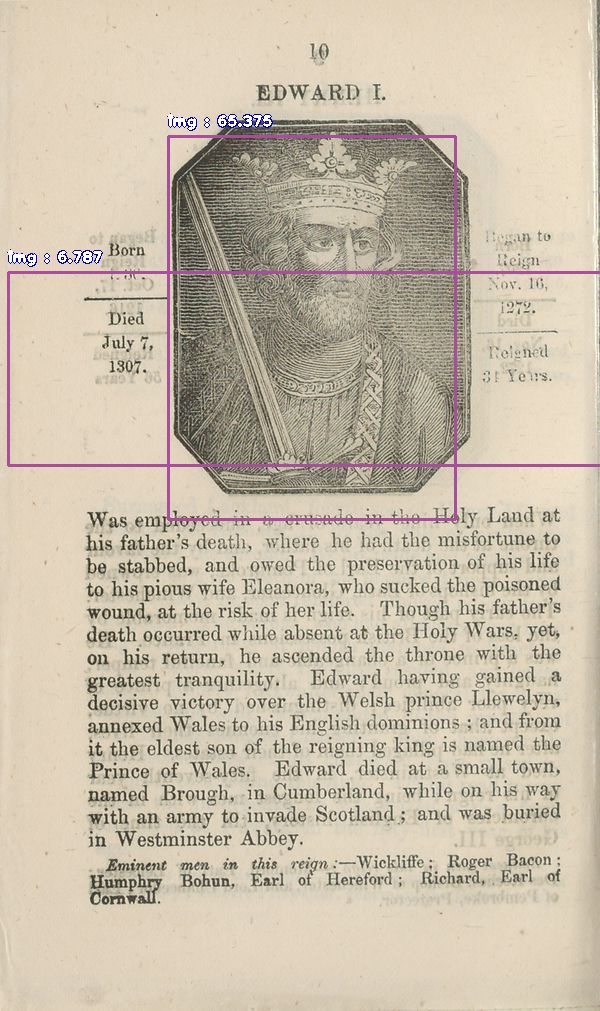 10
EDWARD I.
img : 65.375
img : 6.787
Born
Died
July 7,
1307.
Began to
Reign
Nov. 16,
1272.
Reigned
34 Years.
Was employed in a crusade in the Holy Land at
his father's death, where he had the misfortune to
be stabbed, and owed the preservation of his life
to his pious wife Eleanora, who sucked the poisoned
wound, at the risk of her life. Though his father's
death occurred while absent at the Holy Wars, yet,
on his return, he ascended the throne with the
greatest tranquility. Edward having gained a
decisive victory over the Welsh prince Llewelyn,
annexed Wales to his English dominions ; and from
it the eldest son of the reigning king is named the
Prince of Wales. Edward died at a small town,
named Brough, in Cumberland, while on his way
with an army to invade Scotland ; and was buried
in Westminster Abbey.
Eminent men in this reign :—Wickliffe ; Roger Bacon ;
Humphry Bohun, Earl of Hereford ; Richard, Earl of
Cornwall.